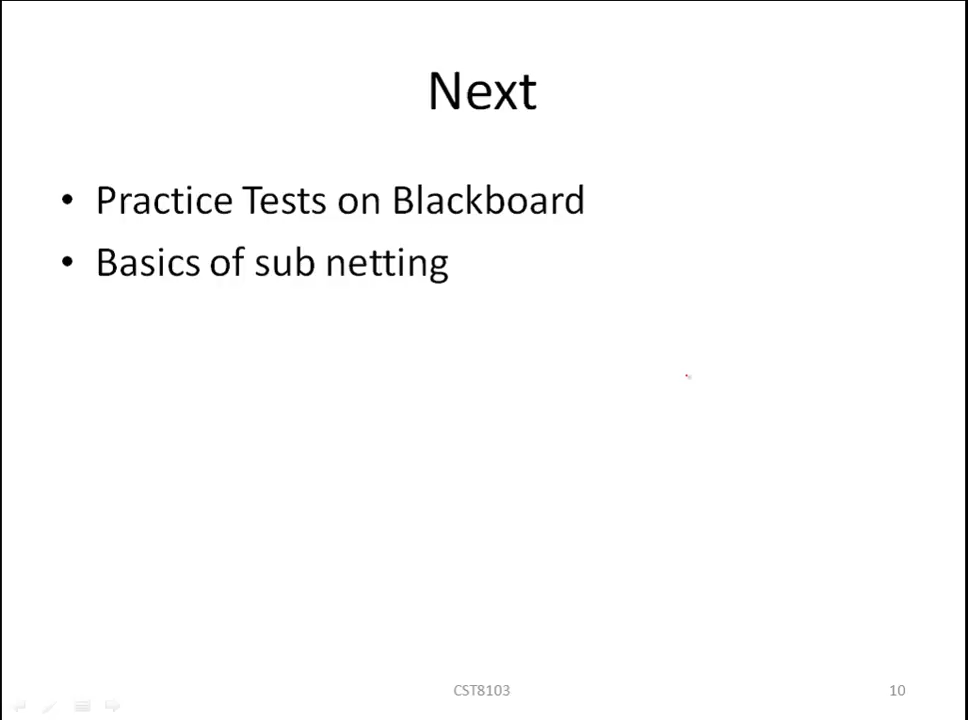 Next
• Practice Tests on Blackboard
• Basics of sub netting
CST8103
10